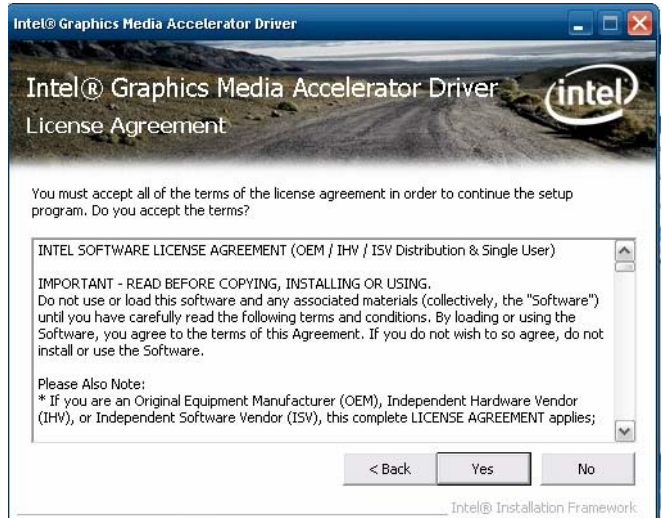 Intel® Graphics Media Accelerator Driver
Intel® Graphics Media Accelerator Driver
License Agreement
intel
You must accept all of the terms of the license agreement in order to continue the setup
program. Do you accept the terms?
INTEL SOFTWARE LICENSE AGREEMENT (OEM / IHV / ISV Distribution & Single User)
IMPORTANT - READ BEFORE COPYING, INSTALLING OR USING.
Do not use or load this software and any associated materials (collectively, the "Software")
until you have carefully read the following terms and conditions. By loading or using the
Software, you agree to the terms of this Agreement. If you do not wish to so agree, do not
install or use the Software.
Please Also Note:
* If you are an Original Equipment Manufacturer (OEM), Independent Hardware Vendor
(IHV), or Independent Software Vendor (ISV), this complete LICENSE AGREEMENT applies;
< Back Yes No
Intel® Installation Framework